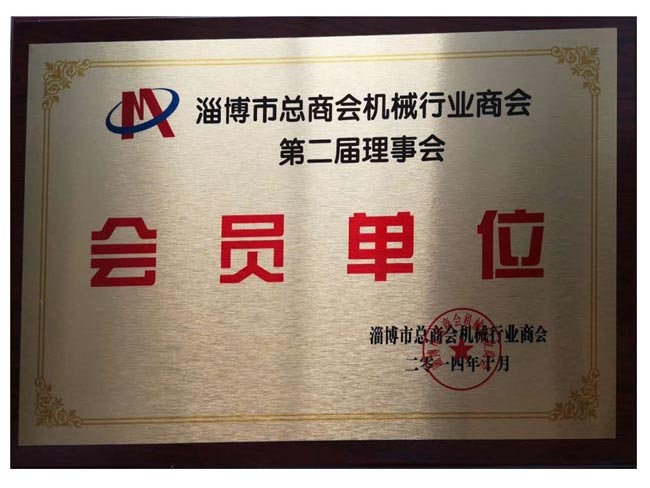 淄博市总商会机械行业商会
第二届理事会
会员单位
淄博市总商会机械行业商会
二零一四年十月